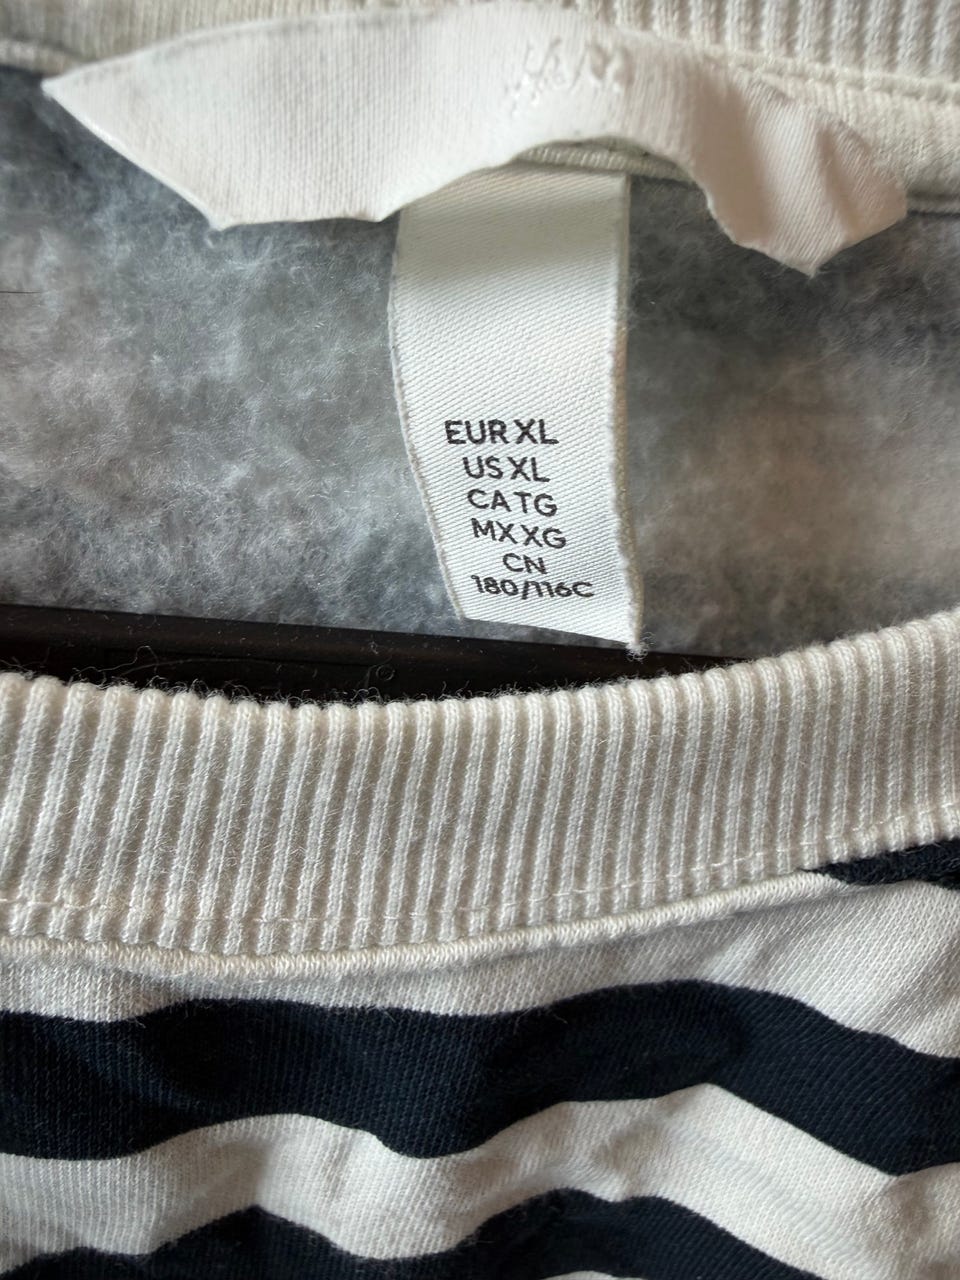 H&M
EUR XL
US XL
CA TG
MX XG
CN
180/116C